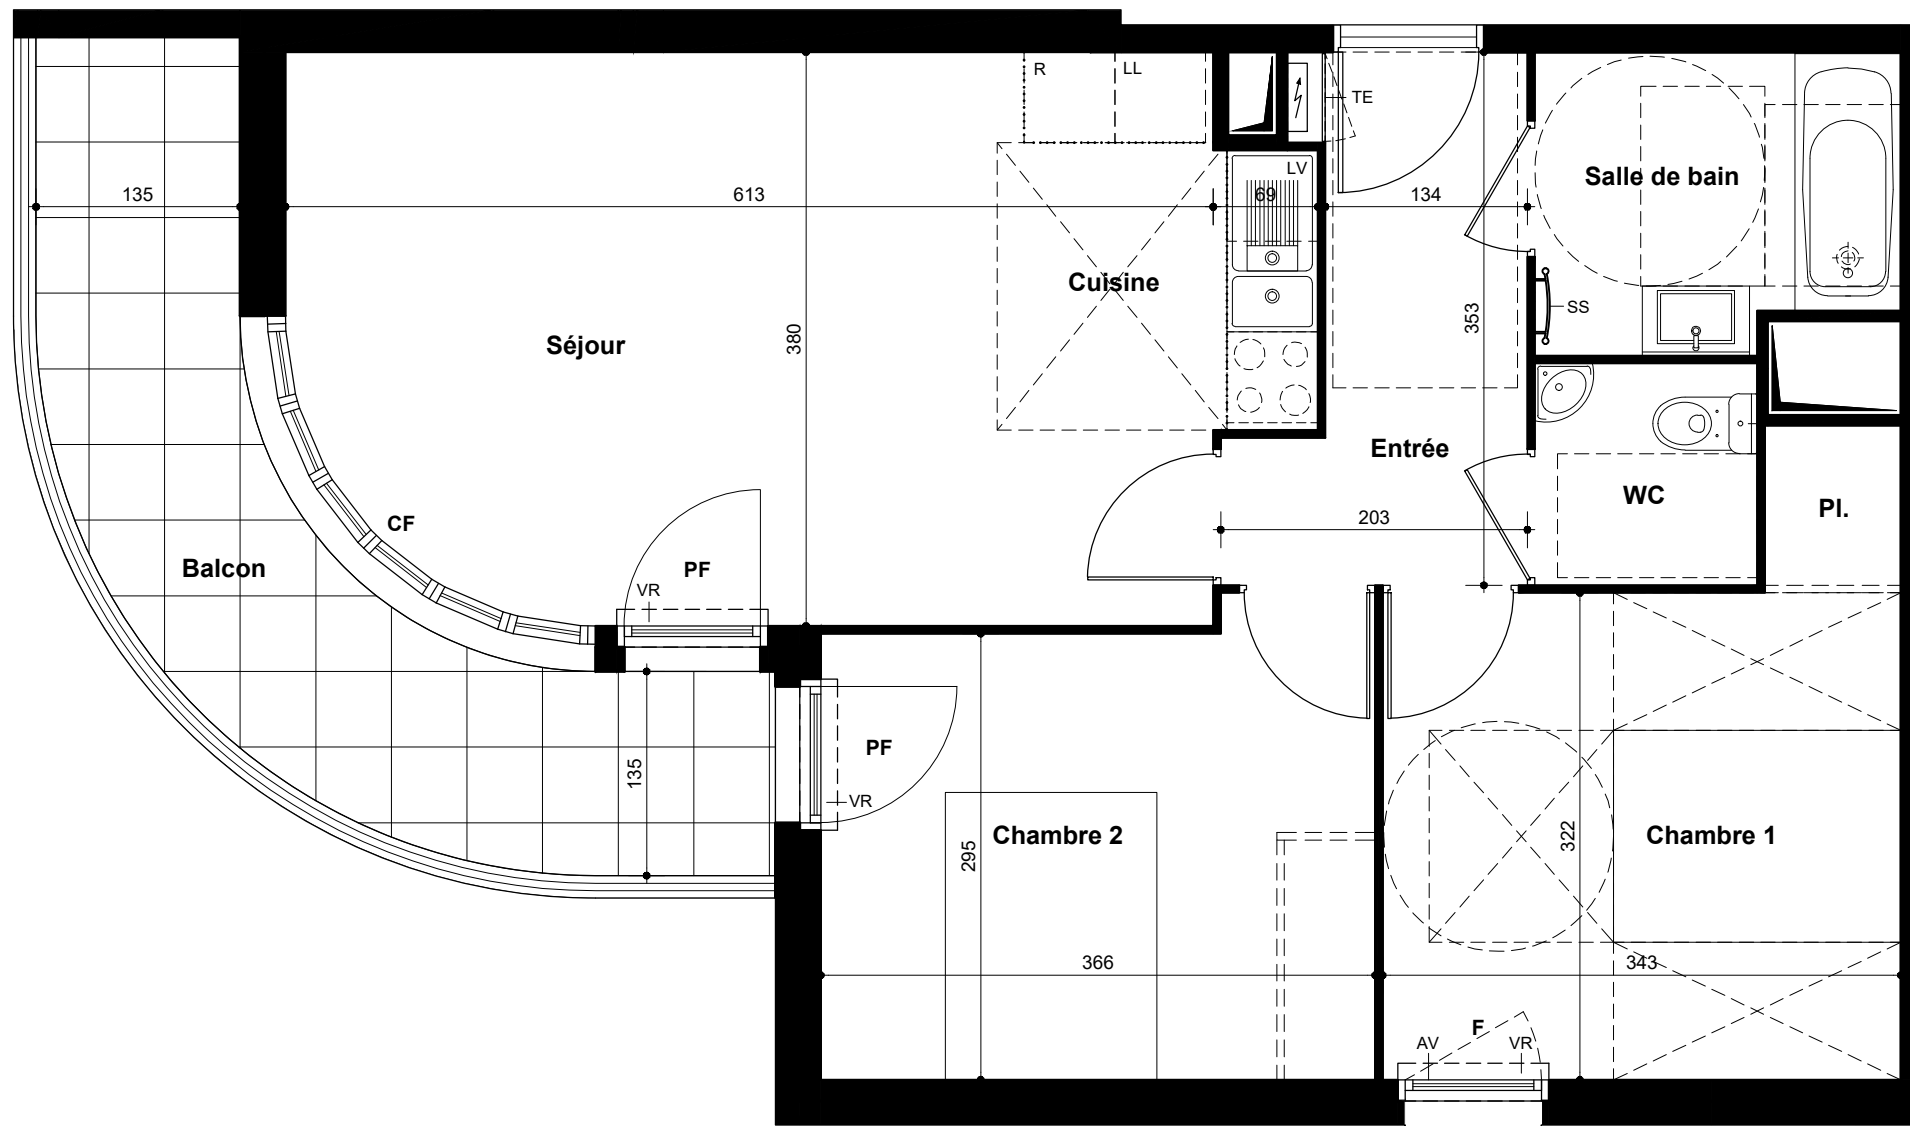 R
LL
TE
LV
Salle de bain
135
613
69
134
Cuisine
SS
353
380
Séjour
Entrée
WC
Pl.
CF
203
Balcon
PF
VR
PF
VR
135
Chambre 2
295
322
Chambre 1
366
343
F
AV
VR